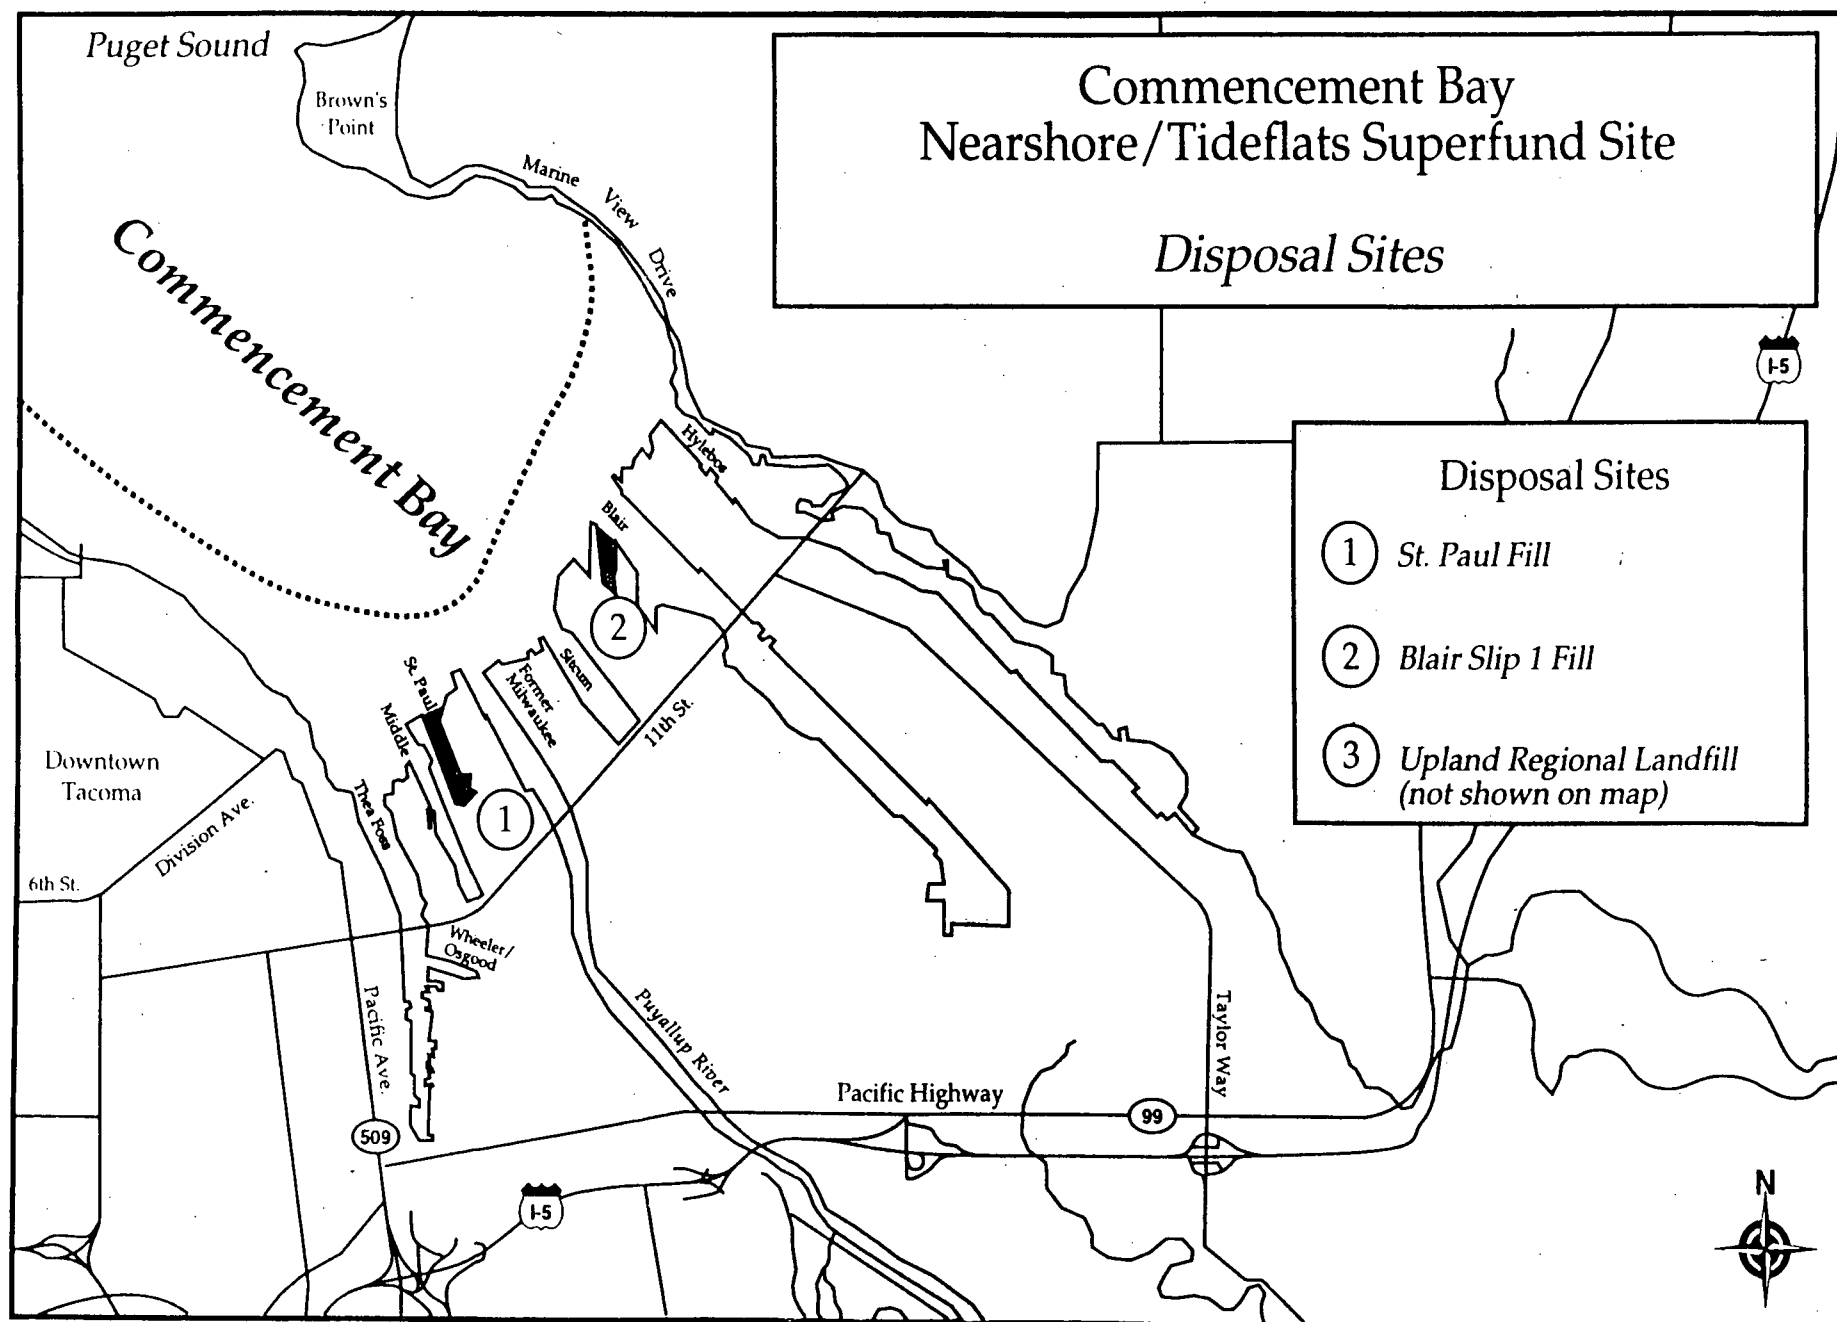 Puget Sound
Brown's
Point
Commencement Bay
Nearshore/Tideflats Superfund Site
Disposal Sites
Marine View Drive
Commencement Bay
I-5
Disposal Sites
1 St. Paul Fill
2 Blair Slip 1 Fill
3 Upland Regional Landfill
(not shown on map)
Hylebos
Blair
2
Sitcum
Former
Milwaukee
St. Paul
Middle
11th St.
1
Thea Foss
Downtown
Tacoma
Division Ave.
6th St.
Wheeler/
Osgood
Pacific Ave.
Puyallup River
Taylor Way
Pacific Highway
99
509
I-5
N